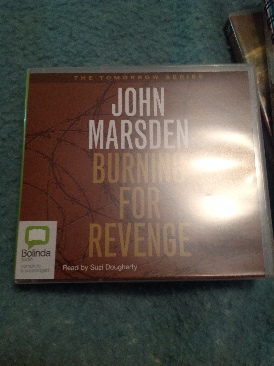 THE TOMORROW SERIES
JOHN
MARSDEN
BURNING
FOR
REVENGE
Bolinda
Read by Suzi Dougherty